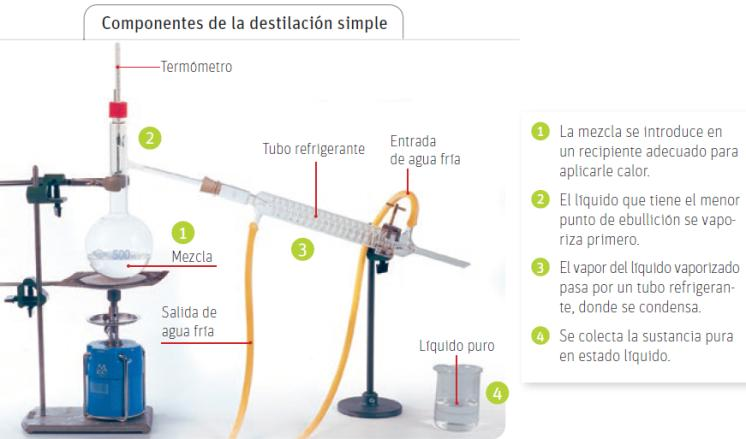 Componentes de la destilación simple
Termómetro
2
Tubo refrigerante
Entrada
de agua fría
1
Mezcla
3
500
Salida de
agua fría
Líquido puro
4
1 La mezcla se introduce en
un recipiente adecuado para
aplicarle calor.
2 El líquido que tiene el menor
punto de ebullición se vapo-
riza primero.
3 El vapor del líquido vaporizado
pasa por un tubo refrigeran-
te, donde se condensa.
4 Se colecta la sustancia pura
en estado líquido.